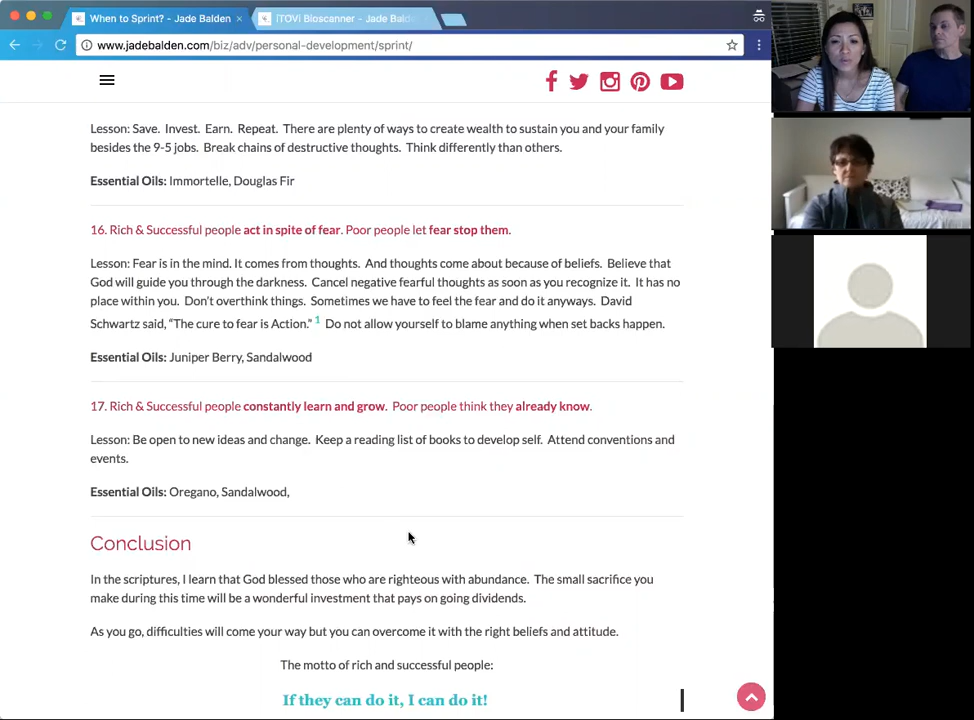 When to Sprint? - Jade Balden
iTOVi Bioscanner - Jade Bald
www.jadebalden.com/biz/adv/personal-development/sprint/
Lesson: Save. Invest. Earn. Repeat. There are plenty of ways to create wealth to sustain you and your family
besides the 9-5 jobs. Break chains of destructive thoughts. Think differently than others.
Essential Oils: Immortelle, Douglas Fir
16. Rich & Successful people act in spite of fear. Poor people let fear stop them.
Lesson: Fear is in the mind. It comes from thoughts. And thoughts come about because of beliefs. Believe that
God will guide you through the darkness. Cancel negative fearful thoughts as soon as you recognize it. It has no
place within you. Don't overthink things. Sometimes we have to feel the fear and do it anyways. David
Schwartz said, “The cure to fear is Action.” 1 Do not allow yourself to blame anything when set backs happen.
Essential Oils: Juniper Berry, Sandalwood
17. Rich & Successful people constantly learn and grow. Poor people think they already know.
Lesson: Be open to new ideas and change. Keep a reading list of books to develop self. Attend conventions and
events.
Essential Oils: Oregano, Sandalwood,
Conclusion
In the scriptures, I learn that God blessed those who are righteous with abundance. The small sacrifice you
make during this time will be a wonderful investment that pays on going dividends.
As you go, difficulties will come your way but you can overcome it with the right beliefs and attitude.
The motto of rich and successful people:
If they can do it, I can do it!